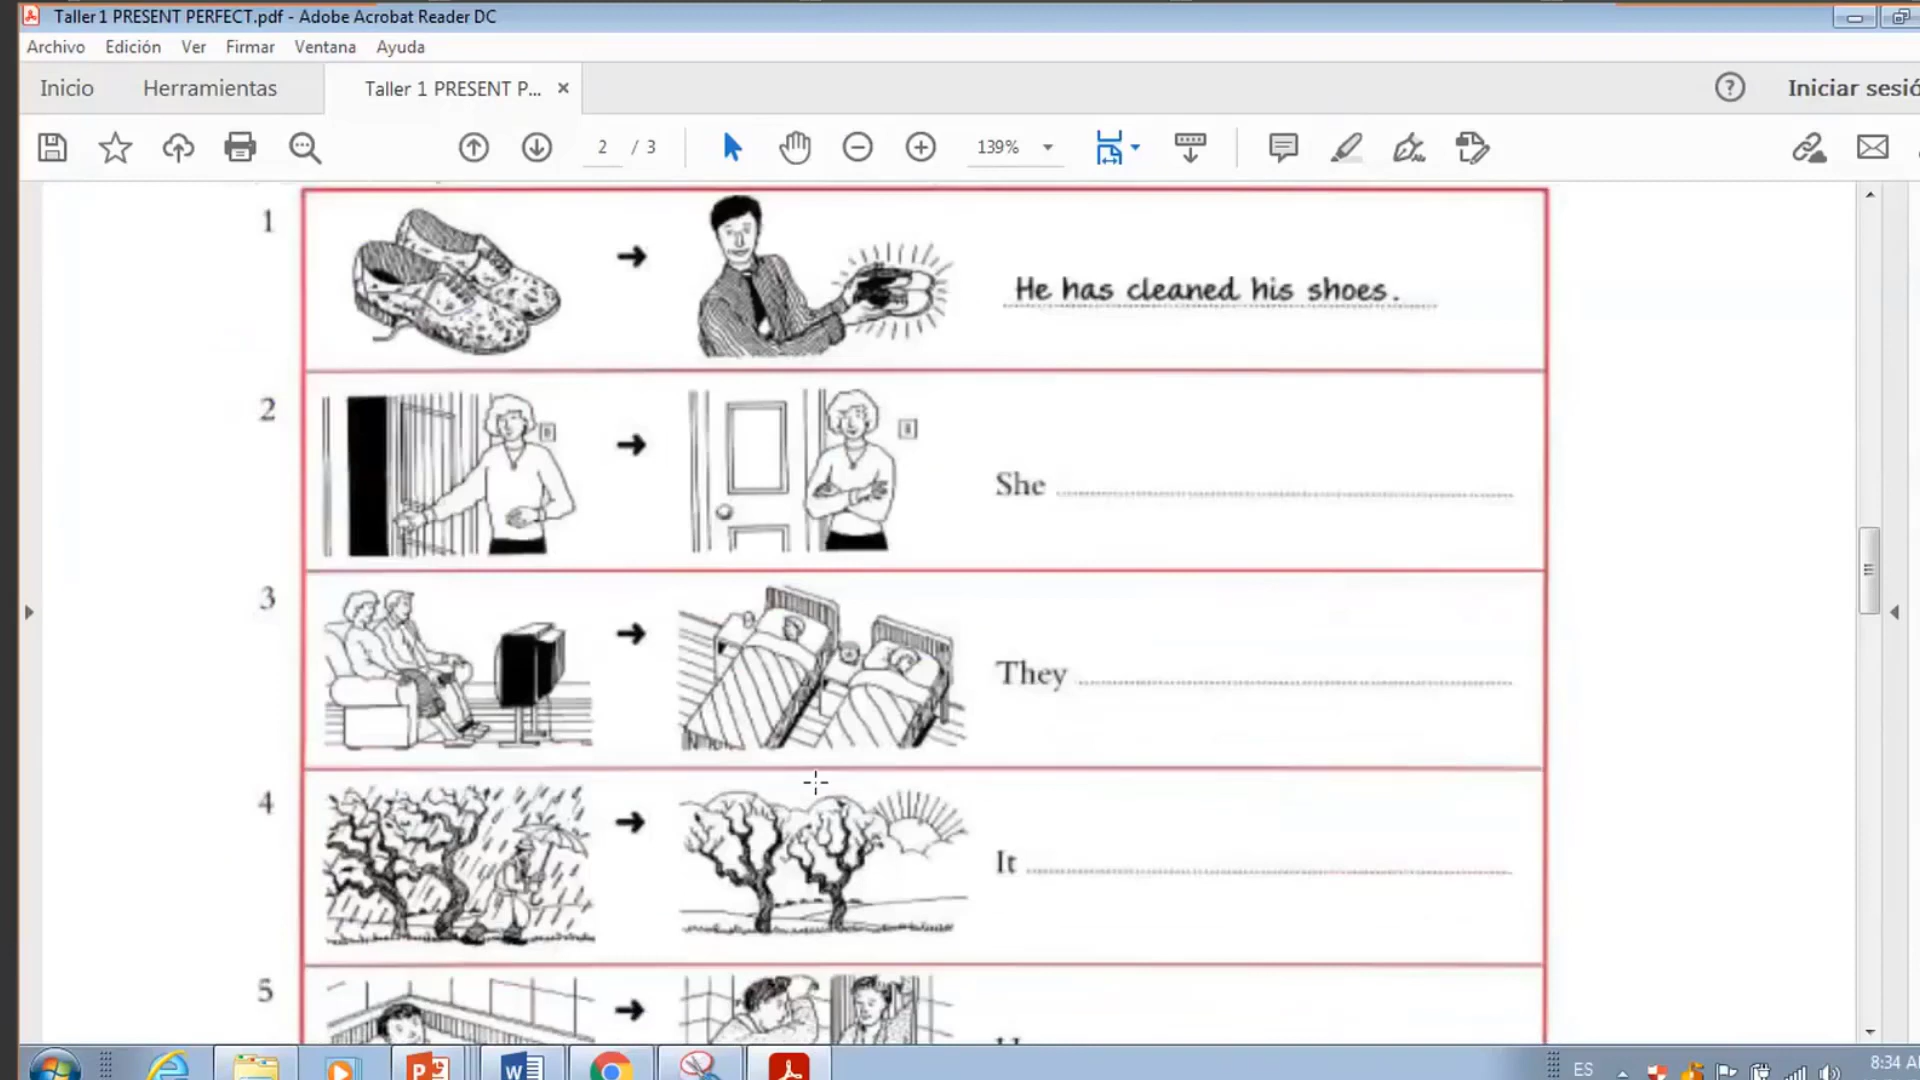 Taller 1 PRESENT PERFECT.pdf - Adobe Acrobat Reader DC
Archivo Edición Ver Firmar Ventana Ayuda
Inicio Herramientas Taller 1 PRESENT P... × ? Iniciar sesió
2 / 3 139%
1 He has cleaned his shoes.
2 She
3 They
4 It
5
ES 8:34 A